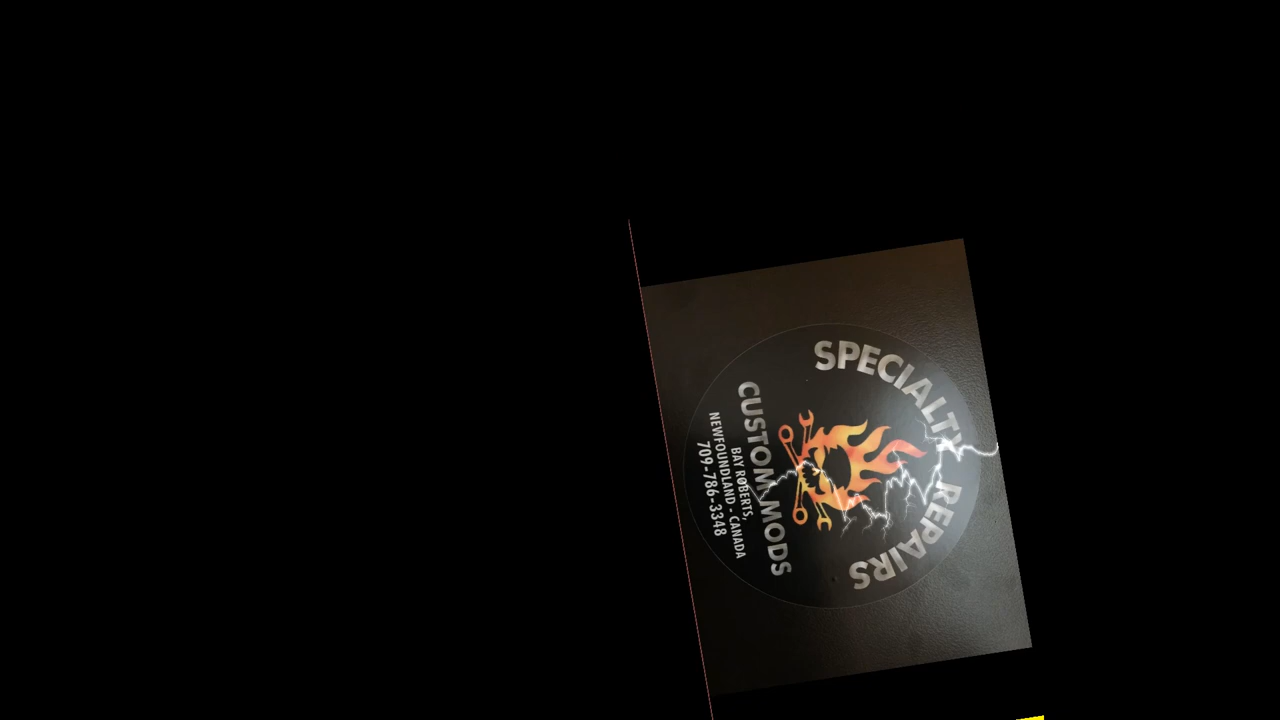 SPECIALTY REPAIRS
CUSTOM MODS
BAY ROBERTS,
NEWFOUNDLAND - CANADA
709-786-3348